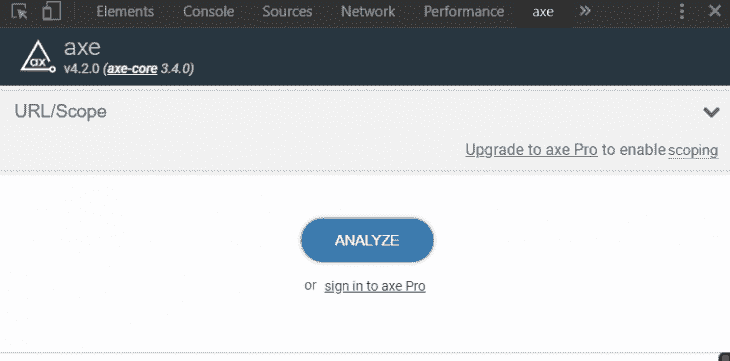 Elements Console Sources Network Performance axe »
ax axe
v4.2.0 (axe-core 3.4.0)
URL/Scope
Upgrade to axe Pro to enable scoping
ANALYZE
or sign in to axe Pro